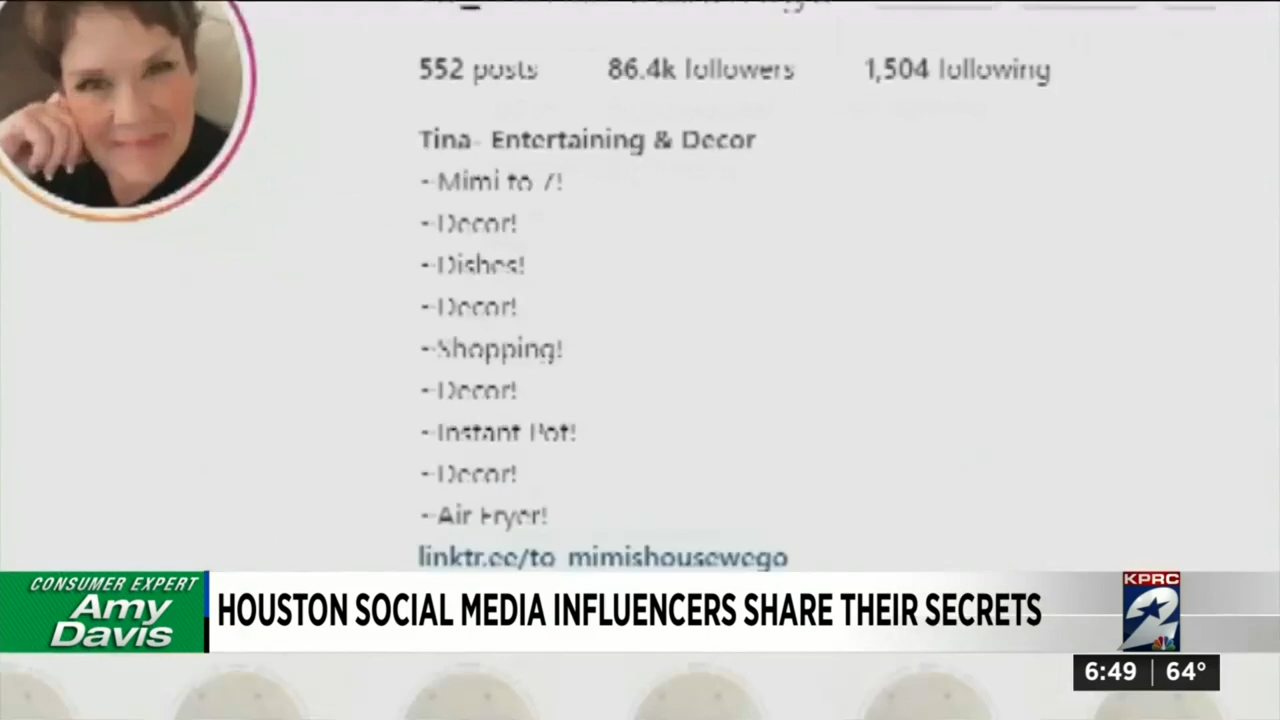 552 posts 86.4k followers 1,504 following
Tina- Entertaining & Decor
~Mimi to 7!
~Decor!
~Dishes!
~Decor!
~Shopping!
~Decor!
~Instant Pot!
~Decor!
~Air Fryer!
linktr.ee/to_mimishousewego
CONSUMER EXPERT
Amy
Davis
HOUSTON SOCIAL MEDIA INFLUENCERS SHARE THEIR SECRETS
KPRC
2
6:49 64°